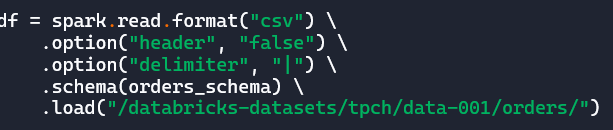 df = spark.read.format("csv") \
.option("header", "false") \
.option("delimiter", "|") \
.schema(orders_schema) \
.load("/databricks-datasets/tpch/data-001/orders/")